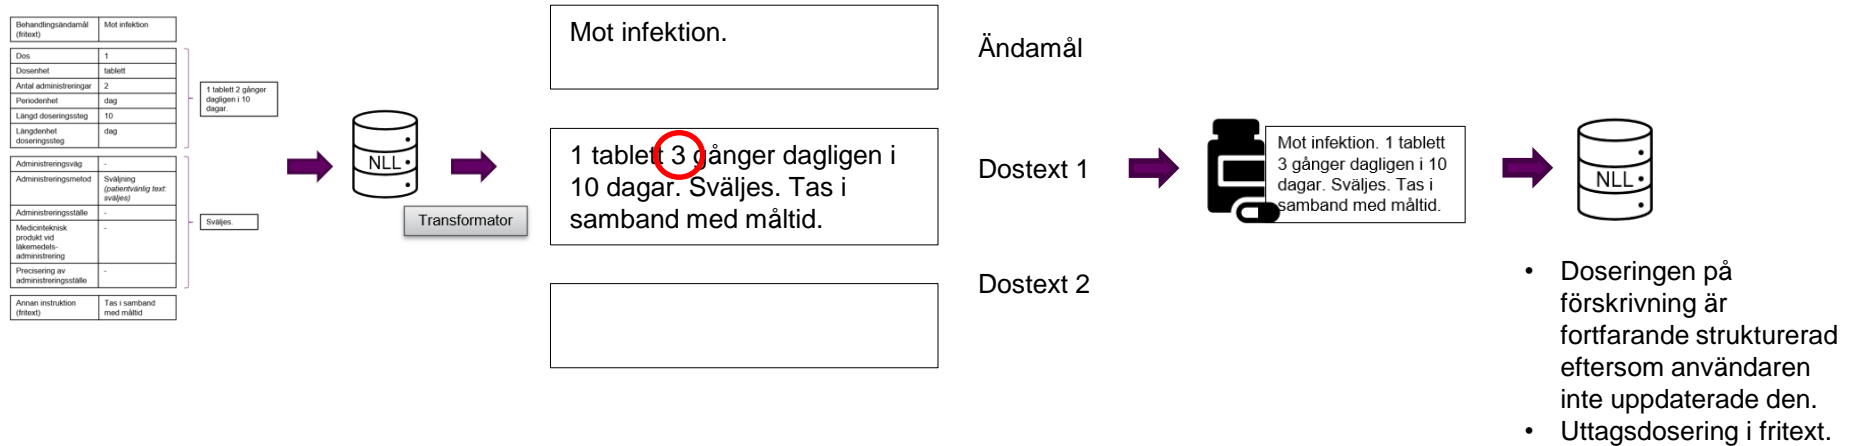 Behandlingsändamål Mot infektion
(fritext)
Dos 1
Dosenhet tablett
Antal administreringar 2
Periodenhet dag
Längd doseringssteg 10
Längdenhet dag
doseringssteg
1 tablett 2 gånger
dagligen i 10
dagar.
Administreringsväg -
Administreringsmetod Sväljning
(patientvänlig text:
sväljes)
Administreringsställe -
Medicinteknisk -
produkt vid
läkemedels-
administrering
Precisering av -
administreringsställe
Sväljes.
Annan instruktion Tas i samband
(fritext) med måltid
NLL
Transformator
Mot infektion.
Ändamål
1 tablett 3 gånger dagligen i
10 dagar. Sväljes. Tas i
samband med måltid.
Dostext 1
Dostext 2
Mot infektion. 1 tablett
3 gånger dagligen i 10
dagar. Sväljes. Tas i
samband med måltid.
NLL
• Doseringen på
förskrivning är
fortfarande strukturerad
eftersom användaren
inte uppdaterade den.
• Uttagsdosering i fritext.